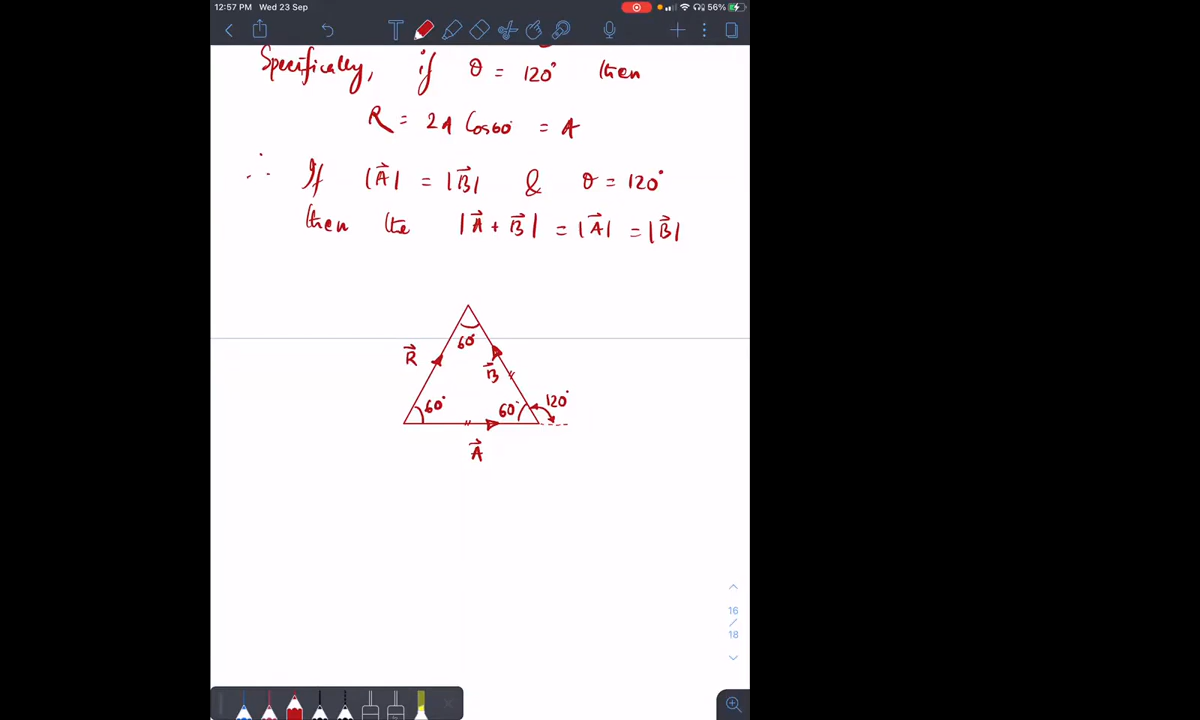 12:57 PM Wed 23 Sep
56%
T
Specifically, if θ = 120° then
R = 2A Cos60° = A
∴ If |A⃗| = |B⃗| & θ = 120°
then the |A⃗ + B⃗| = |A⃗| = |B⃗|
60°
R⃗
B⃗
60°
60°
120°
A⃗
16
/
18